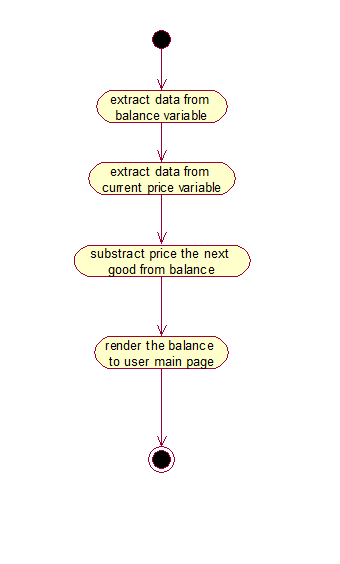 extract data from
balance variable
extract data from
current price variable
substract price the next
good from balance
render the balance
to user main page